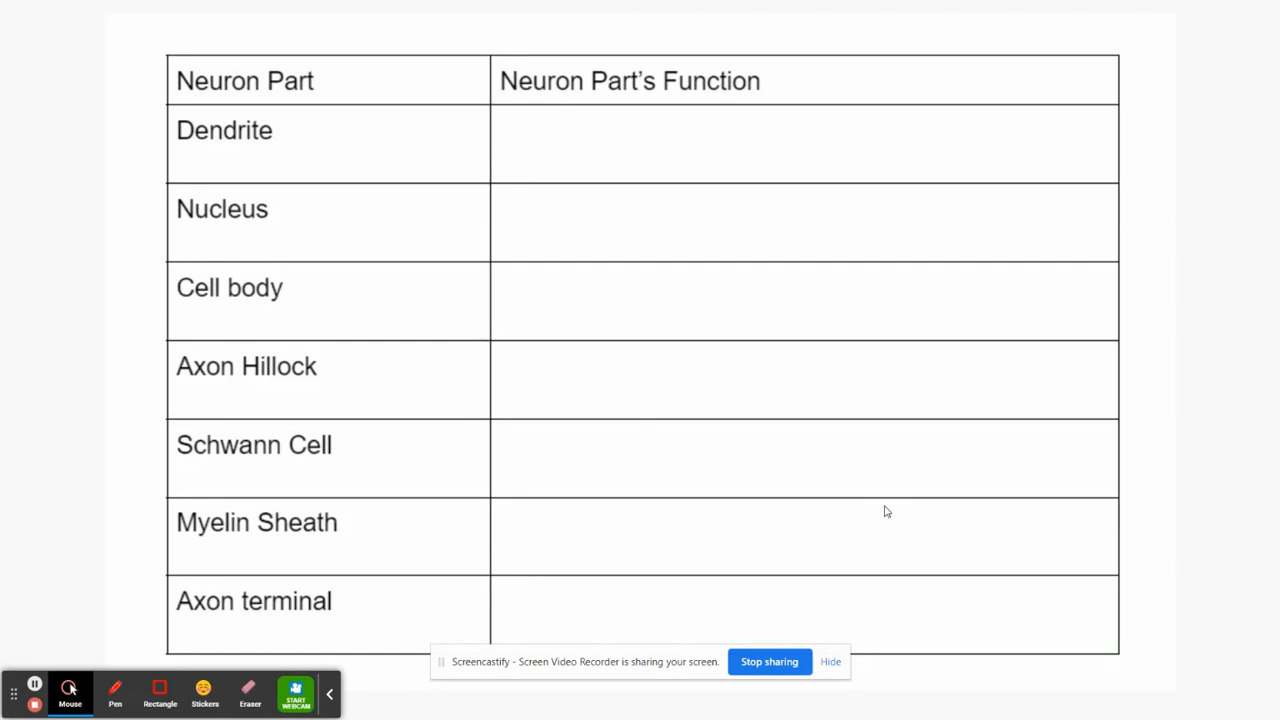 Neuron Part Neuron Part's Function
Dendrite
Nucleus
Cell body
Axon Hillock
Schwann Cell
Myelin Sheath
Axon terminal
Screencastify - Screen Video Recorder is sharing your screen. Stop sharing Hide
Mouse Pen Rectangle Stickers Eraser START WEBCAM